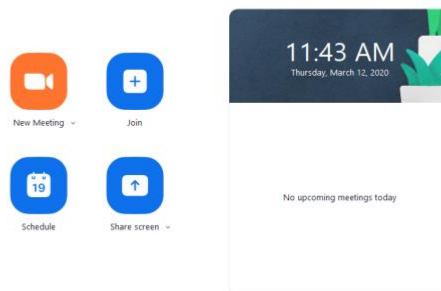 New Meeting
Join
19
Schedule
Share screen
11:43 AM
Thursday, March 12, 2020
No upcoming meetings today